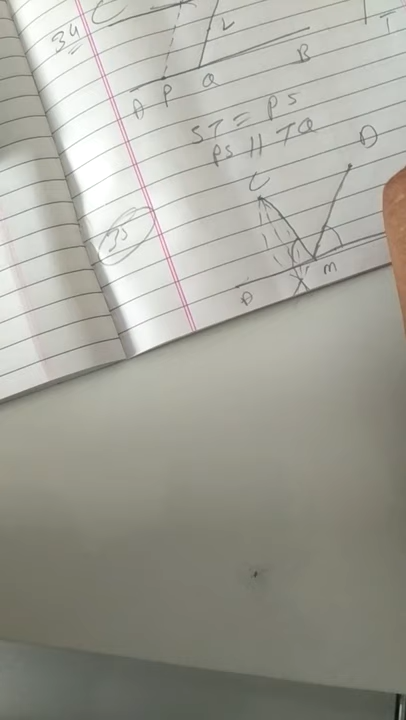 34
C
L
T
A P Q B
ST = PS
PS || TQ
C D
35
M
X